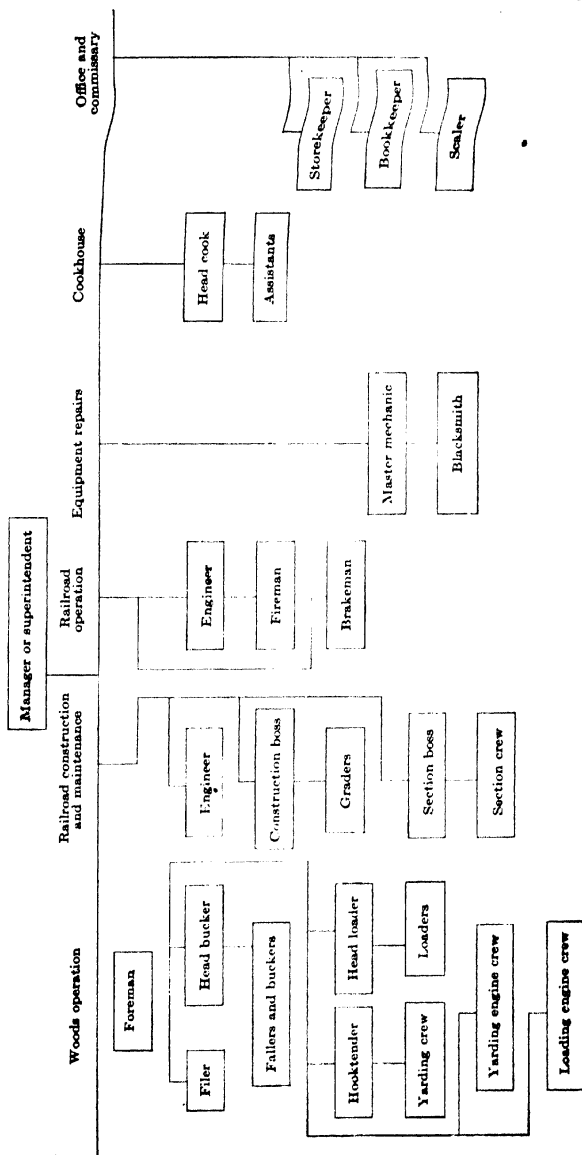 Manager or superintendent
Woods operation
Railroad construction
and maintenance
Railroad
operation
Equipment repairs
Cookhouse
Office and
commissary
Foreman
Filer
Head bucker
Fallers and buckers
Hooktender
Head loader
Yarding crew
Loaders
Yarding engine crew
Loading engine crew
Engineer
Construction boss
Graders
Section boss
Section crew
Engineer
Fireman
Brakeman
Master mechanic
Blacksmith
Head cook
Assistants
Storekeeper
Bookkeeper
Scaler